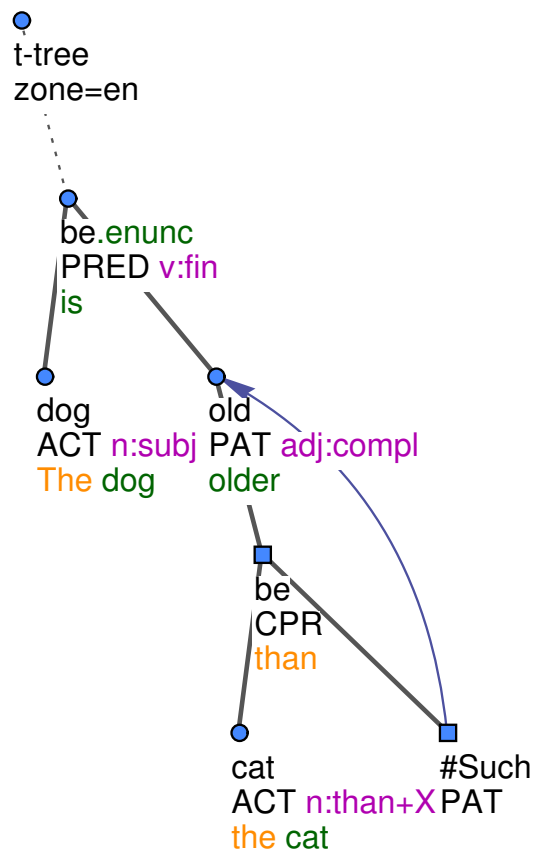 t-tree
zone=en
be.enunc
PRED v:fin
is
dog
ACT n:subj
The dog
old
PAT adj:compl
older
be
CPR
than
cat
ACT n:than+X
the cat
#Such
PAT